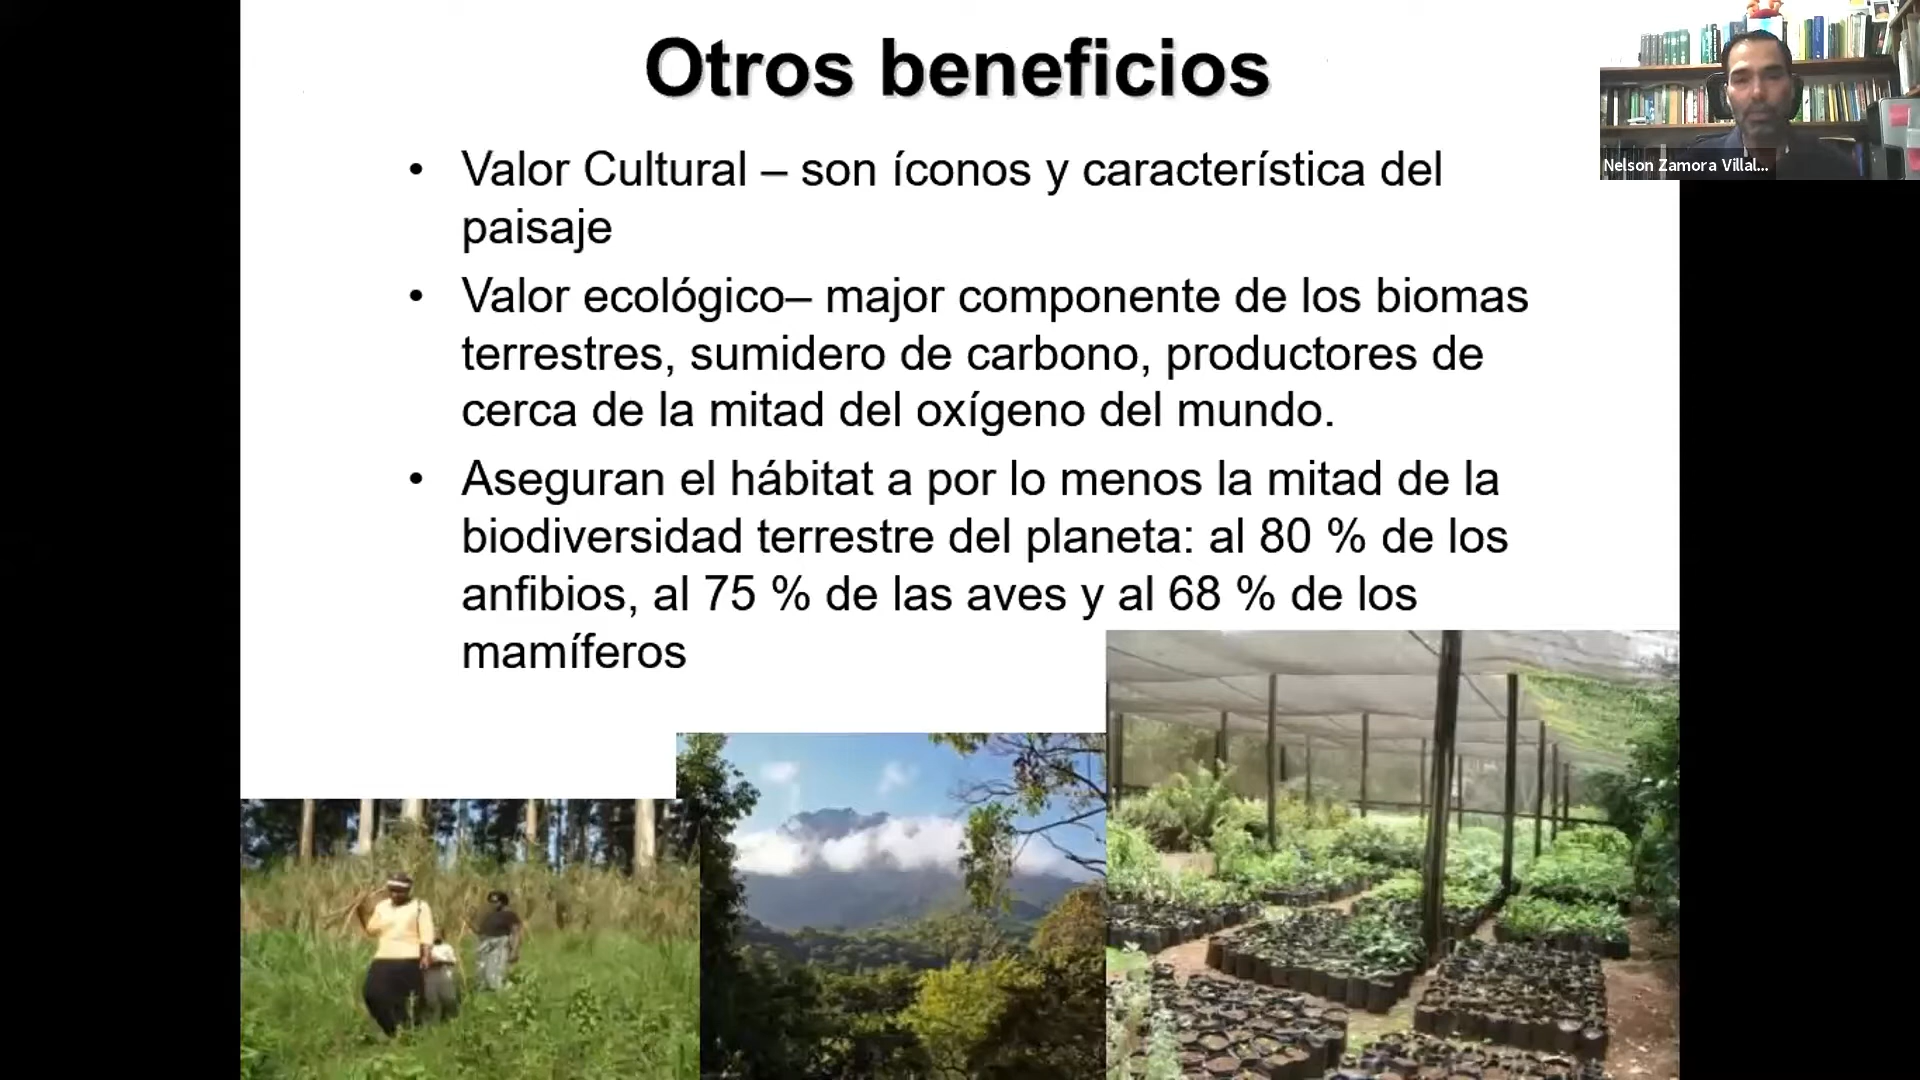 Otros beneficios
• Valor Cultural – son íconos y característica del
paisaje
• Valor ecológico– major componente de los biomas
terrestres, sumidero de carbono, productores de
cerca de la mitad del oxígeno del mundo.
• Aseguran el hábitat a por lo menos la mitad de la
biodiversidad terrestre del planeta: al 80 % de los
anfibios, al 75 % de las aves y al 68 % de los
mamíferos
Nelson Zamora Villal...